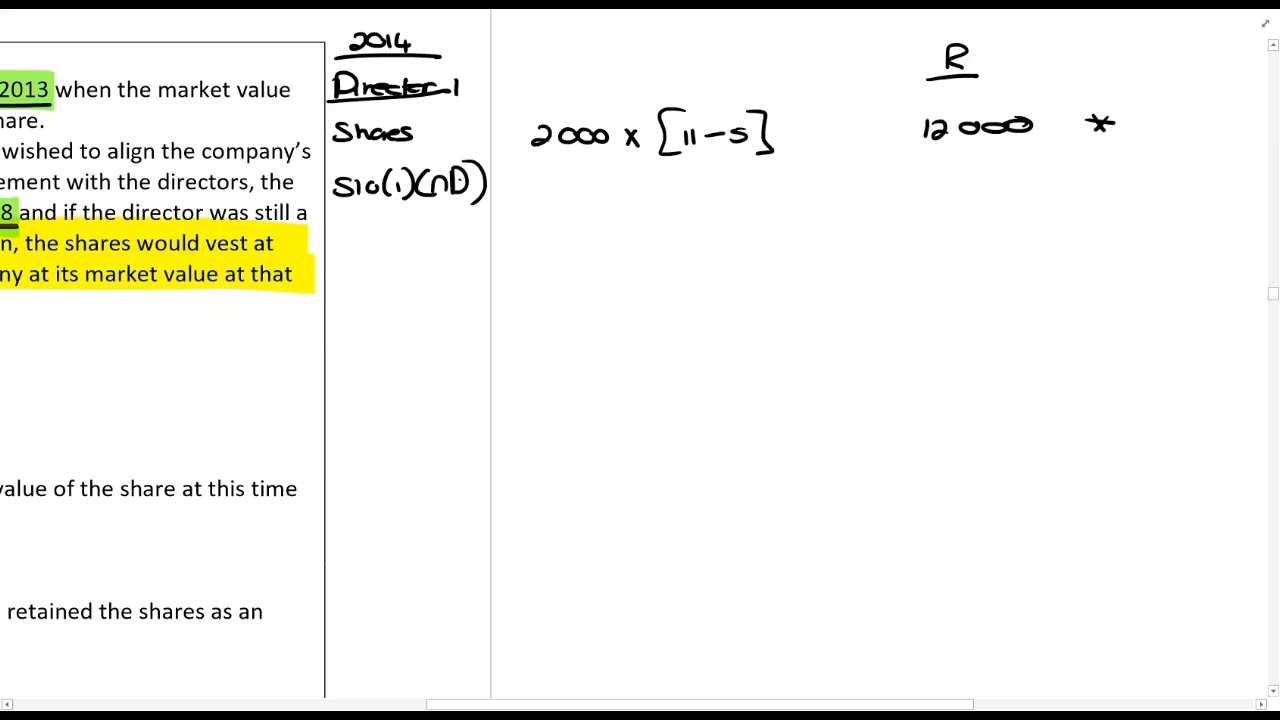 2013 when the market value
hare.
wished to align the company's
ement with the directors, the
8 and if the director was still a
n, the shares would vest at
ny at its market value at that
value of the share at this time
retained the shares as an
2014
Director 1
Shares
S10(1)(nD)
2000 x [11-5]
R
12 000 *